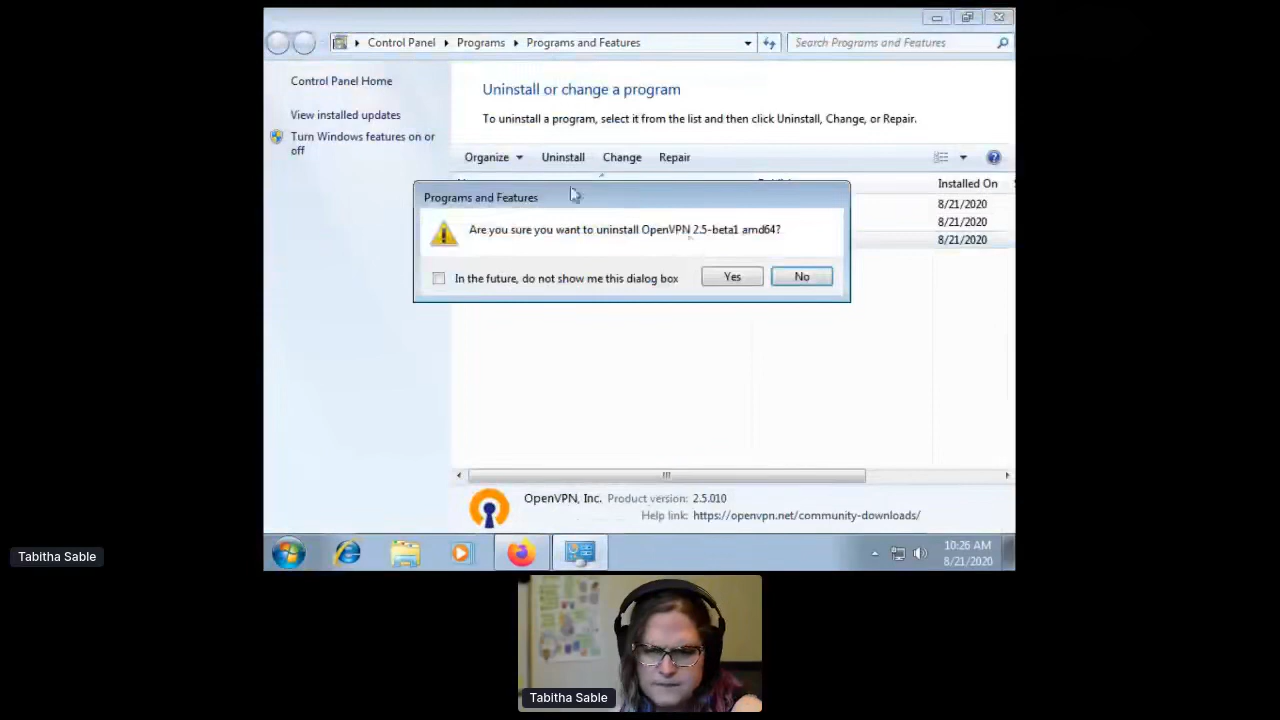 Control Panel
Programs
Programs and Features
Search Programs and Features
Control Panel Home
View installed updates
Turn Windows features on or
off
Uninstall or change a program
To uninstall a program, select it from the list and then click Uninstall, Change, or Repair.
Organize
Uninstall
Change
Repair
Installed On
8/21/2020
8/21/2020
8/21/2020
Programs and Features
Are you sure you want to uninstall OpenVPN 2.5-beta1 amd64?
In the future, do not show me this dialog box
Yes
No
OpenVPN, Inc. Product version: 2.5.010
Help link: https://openvpn.net/community-downloads/
10:26 AM
8/21/2020
Tabitha Sable
Tabitha Sable